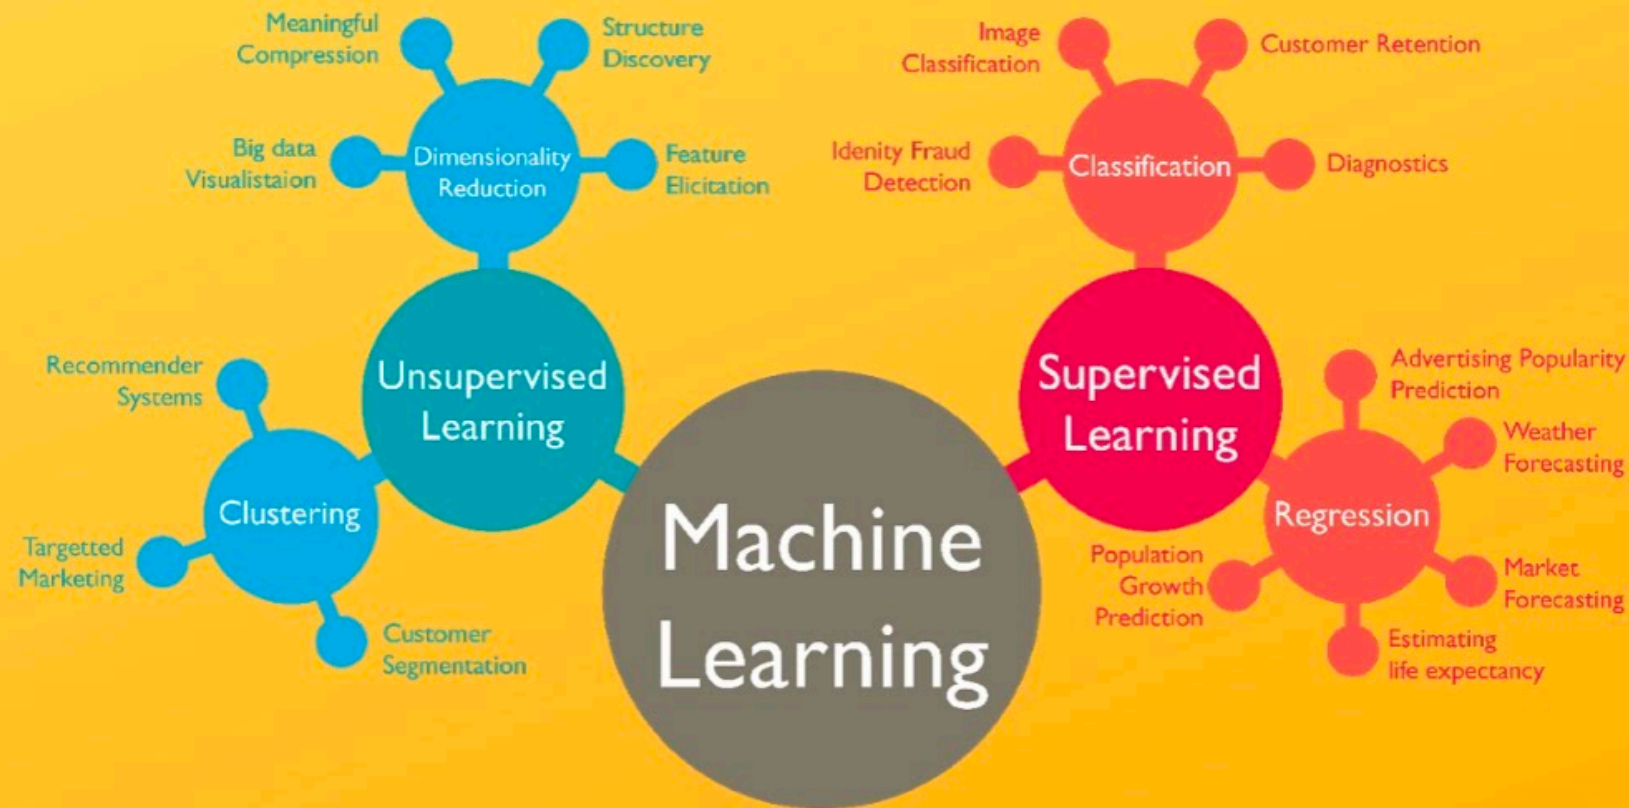 Meaningful
Compression
Structure
Discovery
Big data
Visualistaion
Dimensionality
Reduction
Feature
Elicitation
Image
Classification
Customer Retention
Idenity Fraud
Detection
Classification
Diagnostics
Recommender
Systems
Unsupervised
Learning
Clustering
Targetted
Marketing
Customer
Segmentation
Machine
Learning
Supervised
Learning
Advertising Popularity
Prediction
Weather
Forecasting
Regression
Population
Growth
Prediction
Market
Forecasting
Estimating
life expectancy